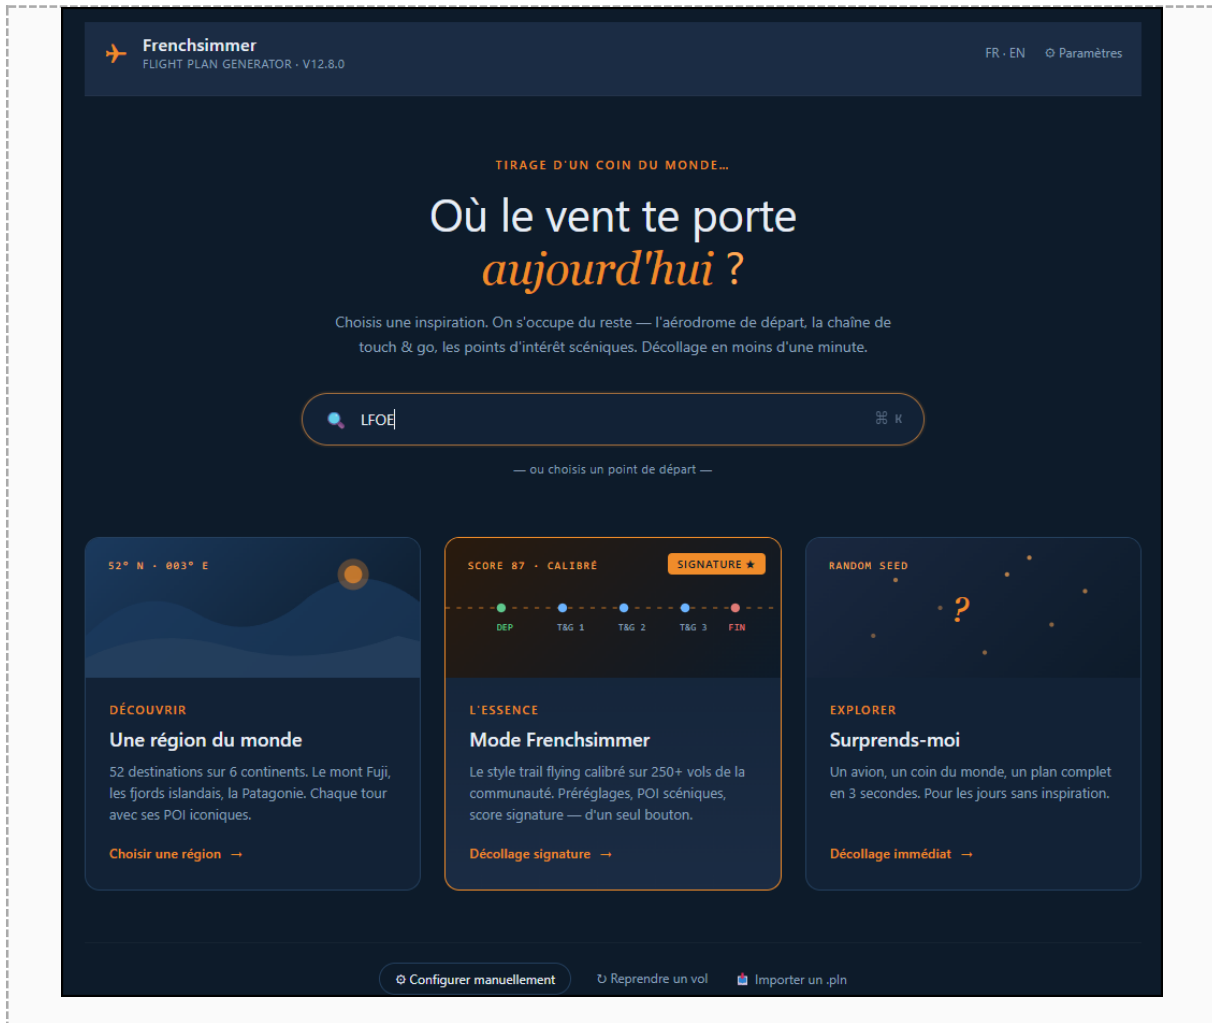 Frenchsimmer
FLIGHT PLAN GENERATOR · V12.8.0
FR · EN ⚙ Paramètres
TIRAGE D'UN COIN DU MONDE…
Où le vent te porte
aujourd'hui ?
Choisis une inspiration. On s'occupe du reste — l'aérodrome de départ, la chaîne de
touch & go, les points d'intérêt scéniques. Décollage en moins d'une minute.
LFOE
⌘ K
— ou choisis un point de départ —
52° N · 003° E
DÉCOUVRIR
Une région du monde
52 destinations sur 6 continents. Le mont Fuji,
les fjords islandais, la Patagonie. Chaque tour
avec ses POI iconiques.
Choisir une région →
SCORE 87 · CALIBRÉ
SIGNATURE ★
DEP T&G 1 T&G 2 T&G 3 FIN
L'ESSENCE
Mode Frenchsimmer
Le style trail flying calibré sur 250+ vols de la
communauté. Préréglages, POI scéniques,
score signature — d'un seul bouton.
Décollage signature →
RANDOM SEED
?
EXPLORER
Surprends-moi
Un avion, un coin du monde, un plan complet
en 3 secondes. Pour les jours sans inspiration.
Décollage immédiat →
⚙ Configurer manuellement ↻ Reprendre un vol 📩 Importer un .pln